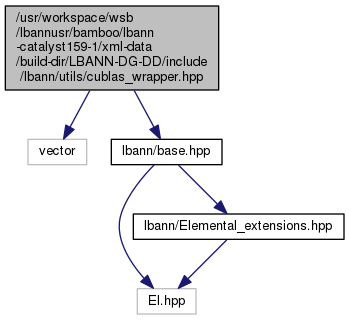 /usr/workspace/wsb
/lbannusr/bamboo/lbann
-catalyst159-1/xml-data
/build-dir/LBANN-DG-DD/include
/lbann/utils/cublas_wrapper.hpp
vector
lbann/base.hpp
lbann/Elemental_extensions.hpp
El.hpp